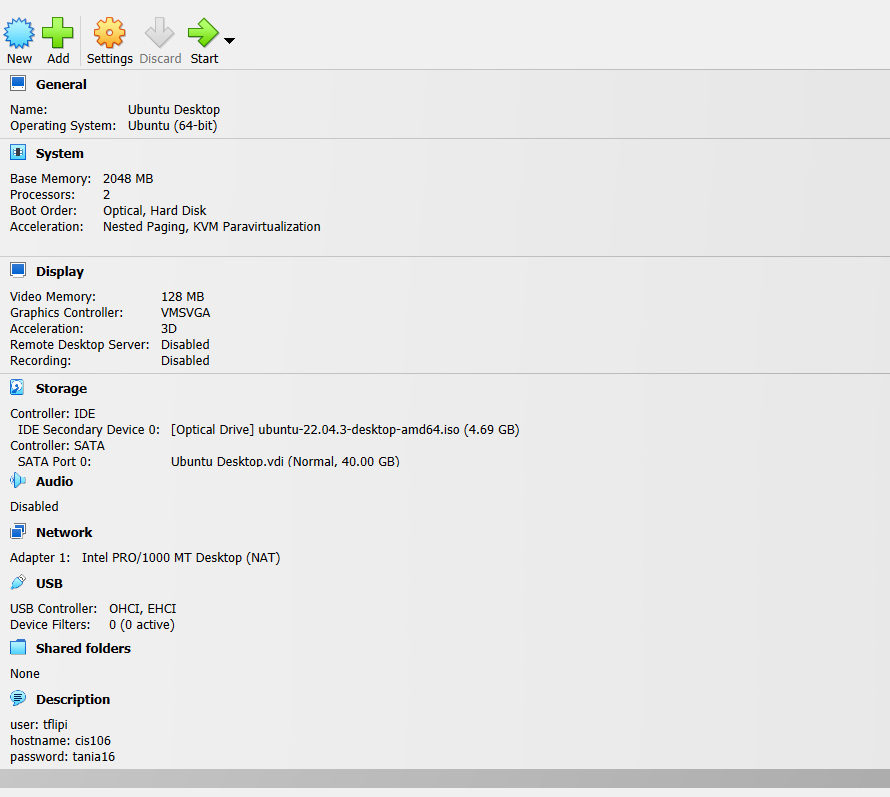 New Add Settings Discard Start
General
Name: Ubuntu Desktop
Operating System: Ubuntu (64-bit)
System
Base Memory: 2048 MB
Processors: 2
Boot Order: Optical, Hard Disk
Acceleration: Nested Paging, KVM Paravirtualization
Display
Video Memory: 128 MB
Graphics Controller: VMSVGA
Acceleration: 3D
Remote Desktop Server: Disabled
Recording: Disabled
Storage
Controller: IDE
IDE Secondary Device 0: [Optical Drive] ubuntu-22.04.3-desktop-amd64.iso (4.69 GB)
Controller: SATA
SATA Port 0: Ubuntu Desktop.vdi (Normal, 40.00 GB)
Audio
Disabled
Network
Adapter 1: Intel PRO/1000 MT Desktop (NAT)
USB
USB Controller: OHCI, EHCI
Device Filters: 0 (0 active)
Shared folders
None
Description
user: tflipi
hostname: cis106
password: tania16